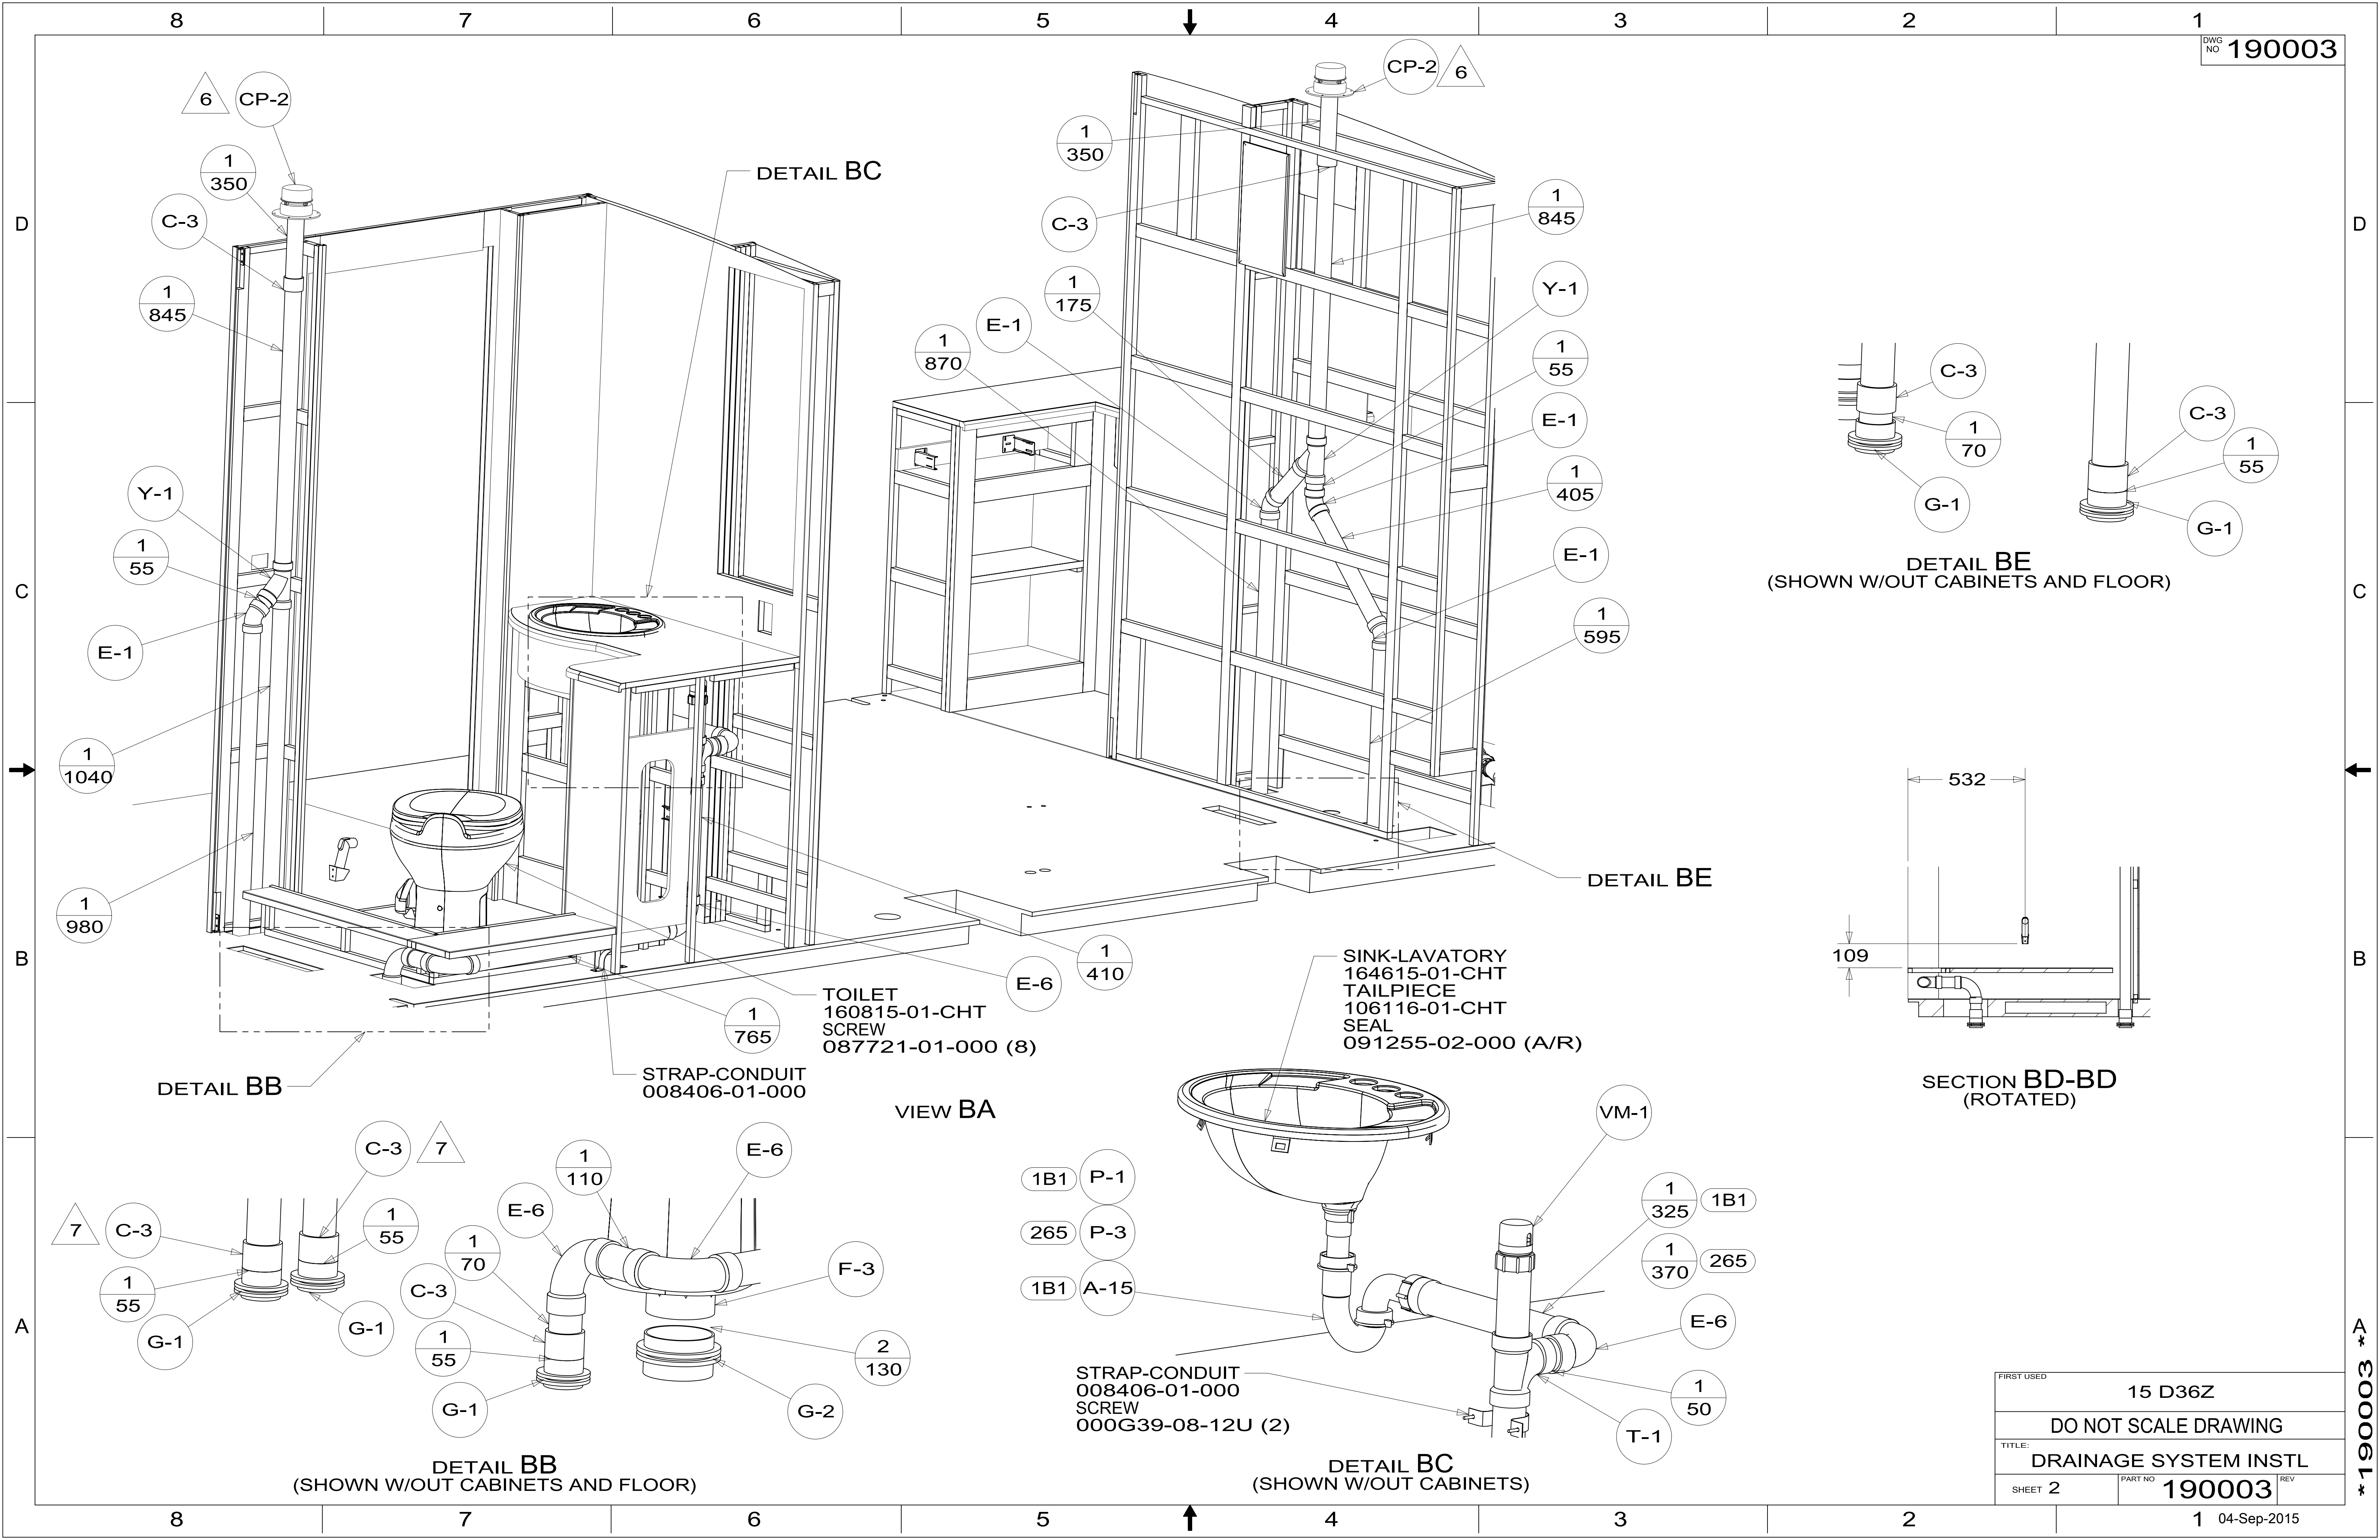 8 7 6 5 4 3 2 1
DWG
NO 190003
6 CP-2
1
350
C-3
1
845
Y-1
1
55
E-1
1
1040
1
980
DETAIL BC
CP-2 6
1
350
C-3
1
845
1
175
Y-1
E-1
1
870
1
55
E-1
1
405
E-1
1
595
DETAIL BE
C-3
1
70
G-1
C-3
1
55
G-1
DETAIL BE
(SHOWN W/OUT CABINETS AND FLOOR)
532
109
SECTION BD-BD
(ROTATED)
D D
C C
B B
A A
1
410
E-6
TOILET
160815-01-CHT
SCREW
087721-01-000 (8)
1
765
STRAP-CONDUIT
008406-01-000
DETAIL BB
VIEW BA
SINK-LAVATORY
164615-01-CHT
TAILPIECE
106116-01-CHT
SEAL
091255-02-000 (A/R)
C-3 7
7 C-3
1
55
1
55
G-1
G-1
1
110
E-6
E-6
1
70
C-3
1
55
G-1
F-3
2
130
G-2
DETAIL BB
(SHOWN W/OUT CABINETS AND FLOOR)
VM-1
1B1 P-1
265 P-3
1B1 A-15
1
325 1B1
1
370 265
E-6
1
50
T-1
STRAP-CONDUIT
008406-01-000
SCREW
000G39-08-12U (2)
DETAIL BC
(SHOWN W/OUT CABINETS)
FIRST USED
15 D36Z
DO NOT SCALE DRAWING
TITLE:
DRAINAGE SYSTEM INSTL
SHEET 2
PART NO 190003
REV
*190003*
8 7 6 5 4 3 2 1
04-Sep-2015